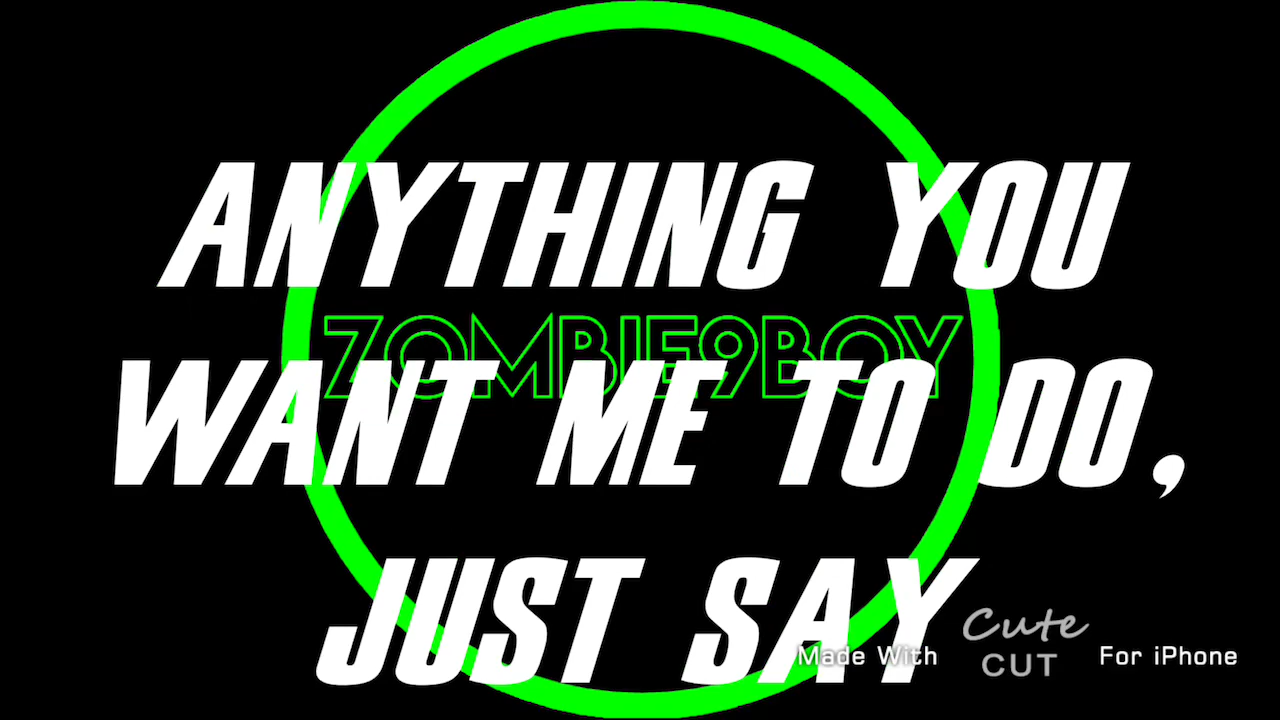 ANYTHING YOU
ZOMBIE9BOY
WANT ME TO DO,
JUST SAY
Made With Cute CUT For iPhone